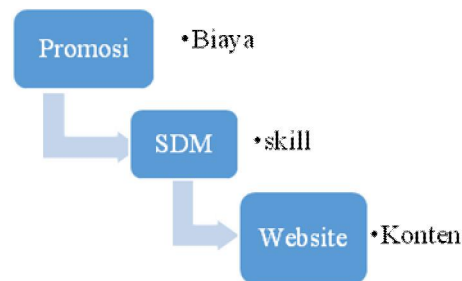 Promosi
•Biaya
SDM
•skill
Website
•Konten